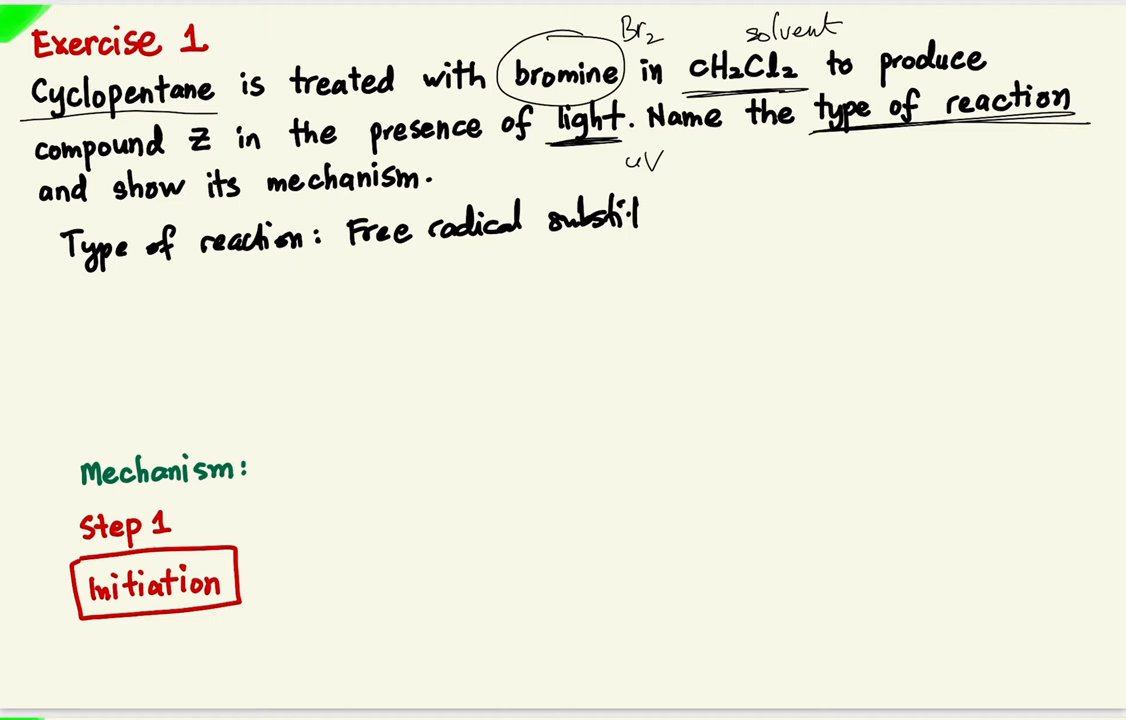 Exercise 1
Br2 solvent
Cyclopentane is treated with bromine in CH2Cl2 to produce
compound Z in the presence of light. Name the type of reaction
uV
and show its mechanism.
Type of reaction: Free radical substit
Mechanism:
Step 1
Initiation